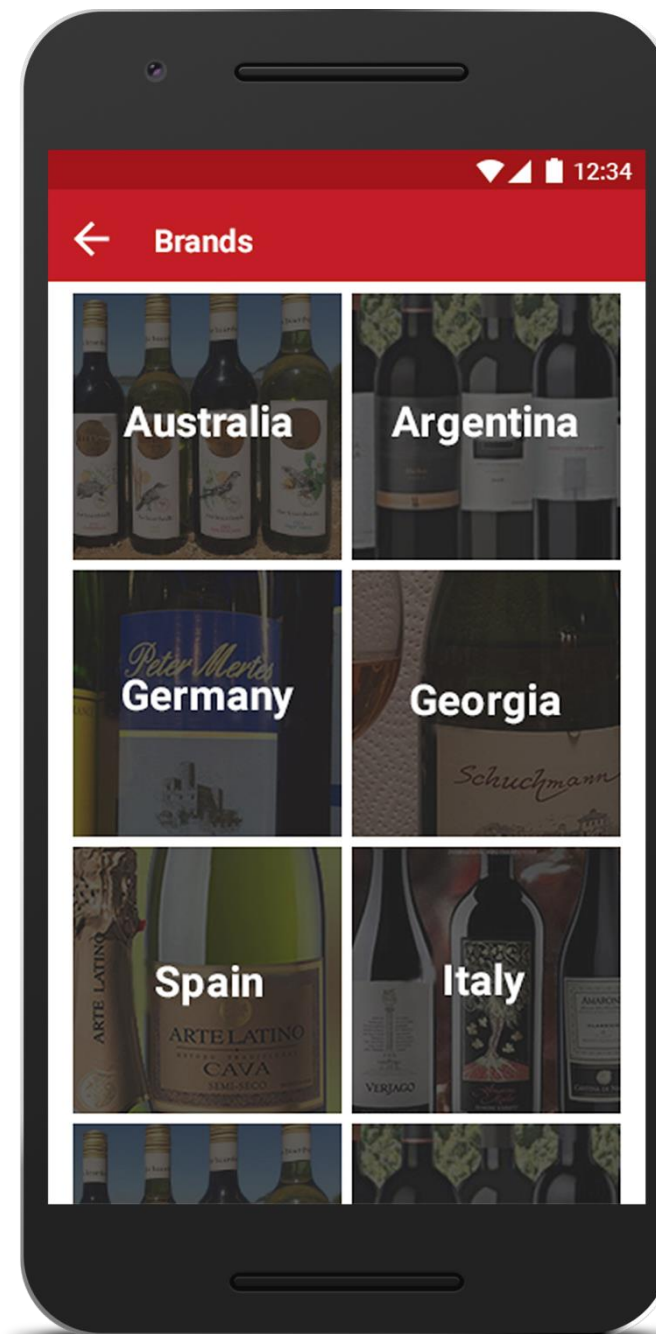 12:34
Brands
Australia
Argentina
Peter Mertes
Germany
Georgia
Schuchmann
Spain
ARTE LATINO
ARTE LATINO
CAVA
SEMI-SECO
Italy
VERJAGO